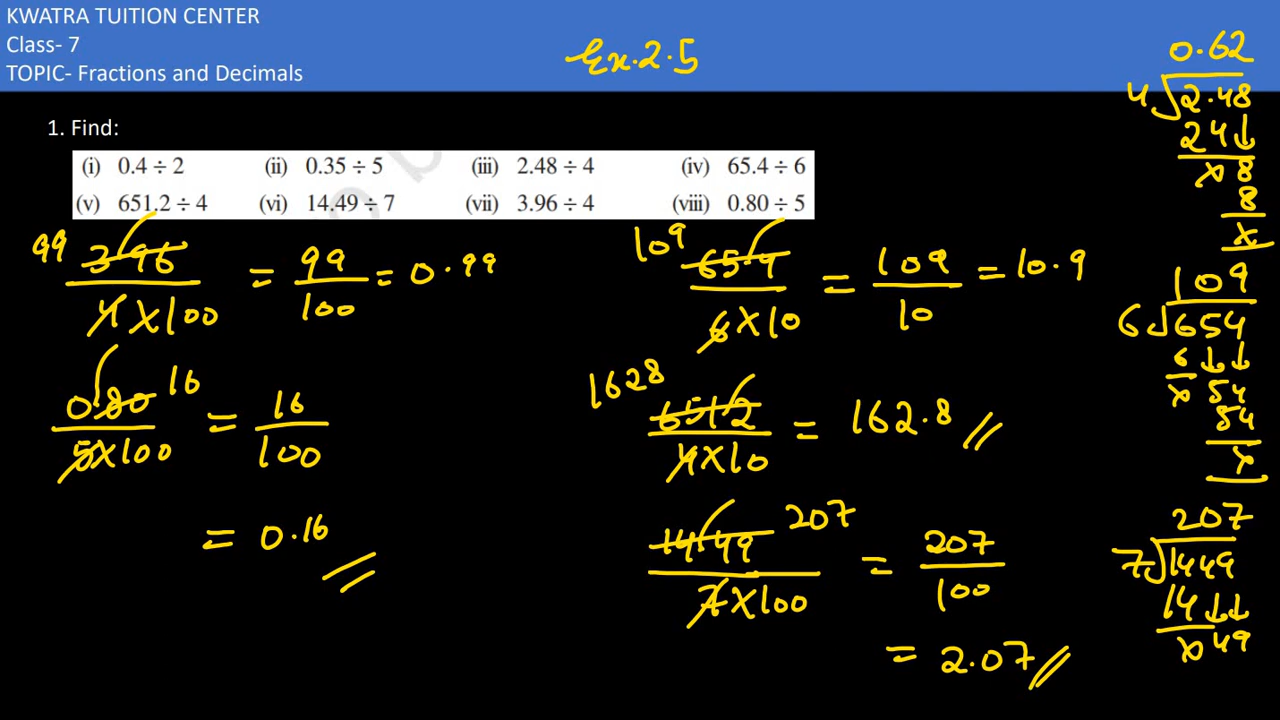 KWATRA TUITION CENTER
Class- 7
TOPIC- Fractions and Decimals
Ex.2.5
1. Find:
(i) 0.4 ÷ 2 (ii) 0.35 ÷ 5 (iii) 2.48 ÷ 4 (iv) 65.4 ÷ 6
(v) 651.2 ÷ 4 (vi) 14.49 ÷ 7 (vii) 3.96 ÷ 4 (viii) 0.80 ÷ 5
99 3.96 / 4 × 100 = 99 / 100 = 0.99
0.80 16 / 5 × 100 = 16 / 100
= 0.16
109 65.4 / 6 × 10 = 109 / 10 = 10.9
1628 651.2 / 4 × 10 = 162.8
14.49 207 / 7 × 100 = 207 / 100
= 2.07
0.62
4 √ 2.48
24 ↓
× 8
8
×
109
6 √ 654
6 ↓ ↓
× 54
54
×
207
7 √ 1449
14 ↓ ↓
× 49